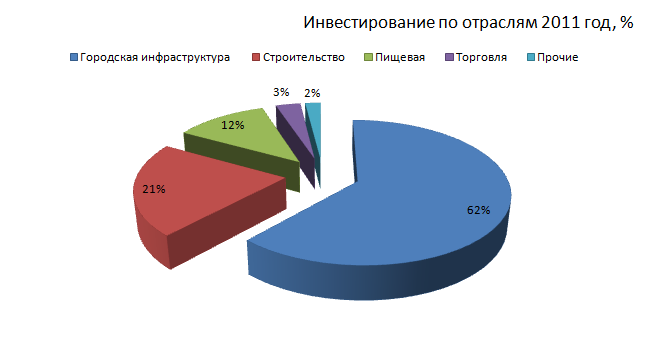 Инвестирование по отраслям 2011 год, %
Городская инфраструктура Строительство Пищевая Торговля Прочие
3% 2%
12%
21%
62%